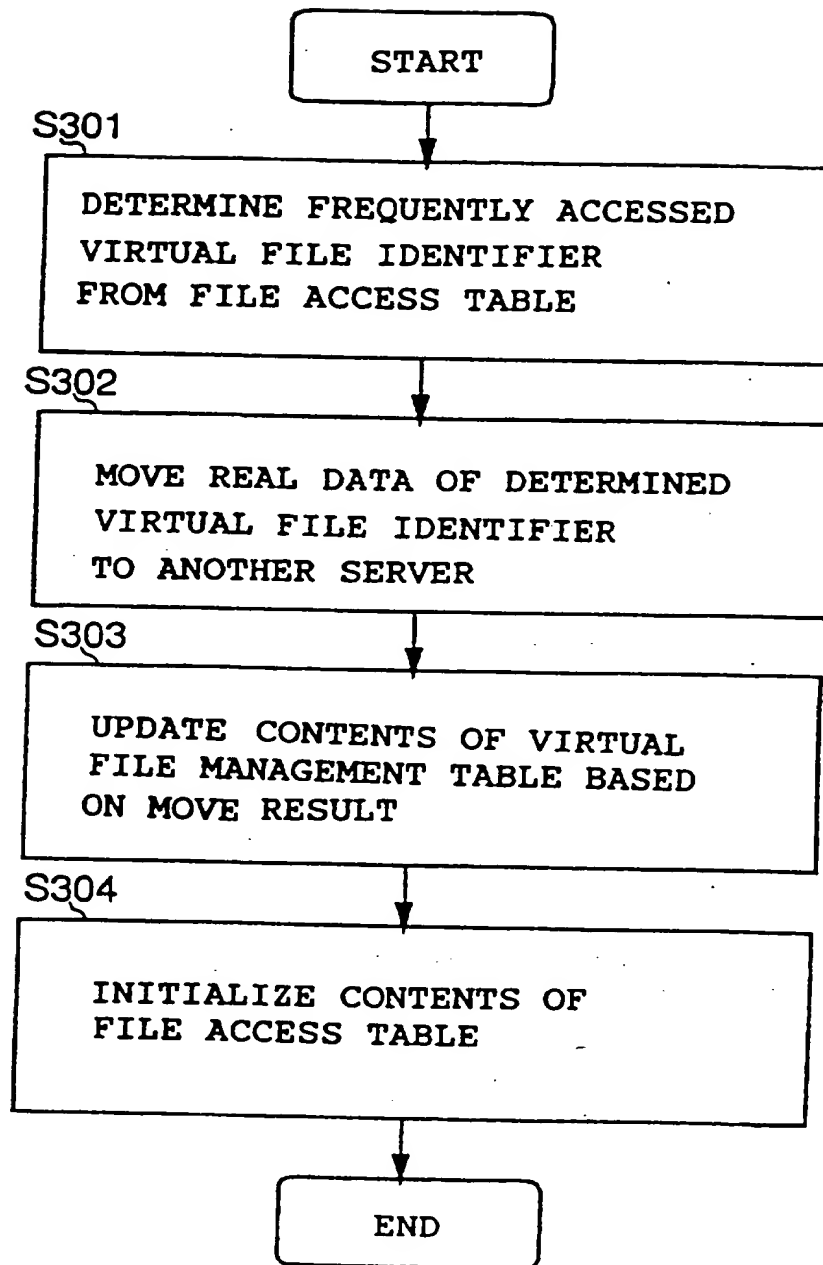 START
S301
DETERMINE FREQUENTLY ACCESSED
VIRTUAL FILE IDENTIFIER
FROM FILE ACCESS TABLE
S302
MOVE REAL DATA OF DETERMINED
VIRTUAL FILE IDENTIFIER
TO ANOTHER SERVER
S303
UPDATE CONTENTS OF VIRTUAL
FILE MANAGEMENT TABLE BASED
ON MOVE RESULT
S304
INITIALIZE CONTENTS OF
FILE ACCESS TABLE
END